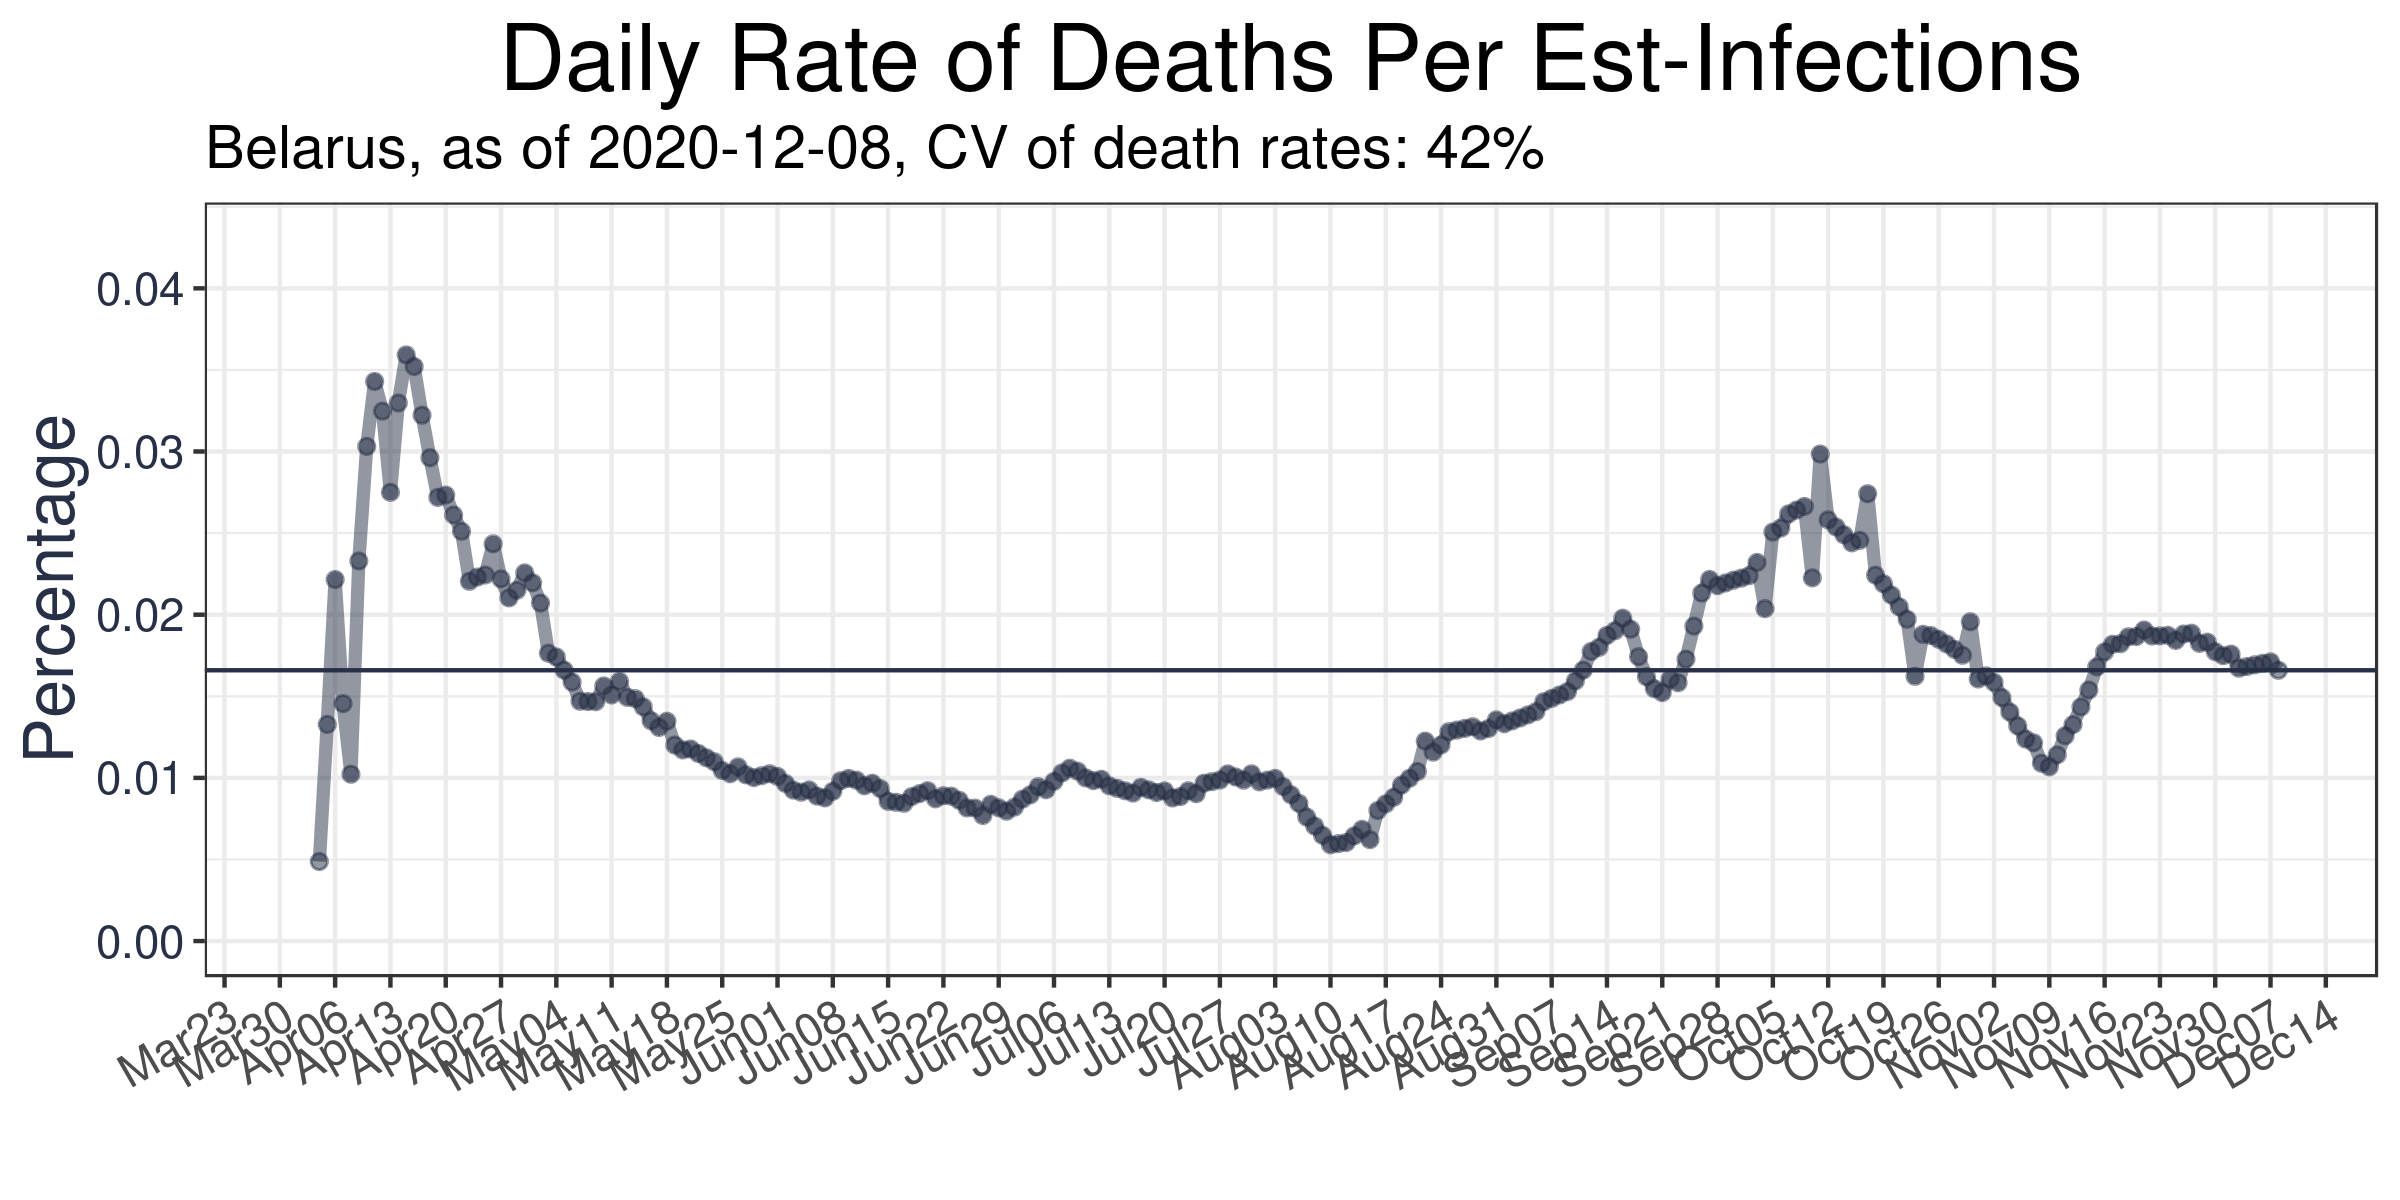 Daily Rate of Deaths Per Est-Infections
Belarus, as of 2020-12-08, CV of death rates: 42%
Percentage
0.04
0.03
0.02
0.01
0.00
Mar23
Mar30
Apr06
Apr13
Apr20
Apr27
May04
May11
May18
May25
Jun01
Jun08
Jun15
Jun22
Jun29
Jul06
Jul13
Jul20
Jul27
Aug03
Aug10
Aug17
Aug24
Aug31
Sep07
Sep14
Sep21
Sep28
Oct05
Oct12
Oct19
Oct26
Nov02
Nov09
Nov16
Nov23
Nov30
Dec07
Dec14